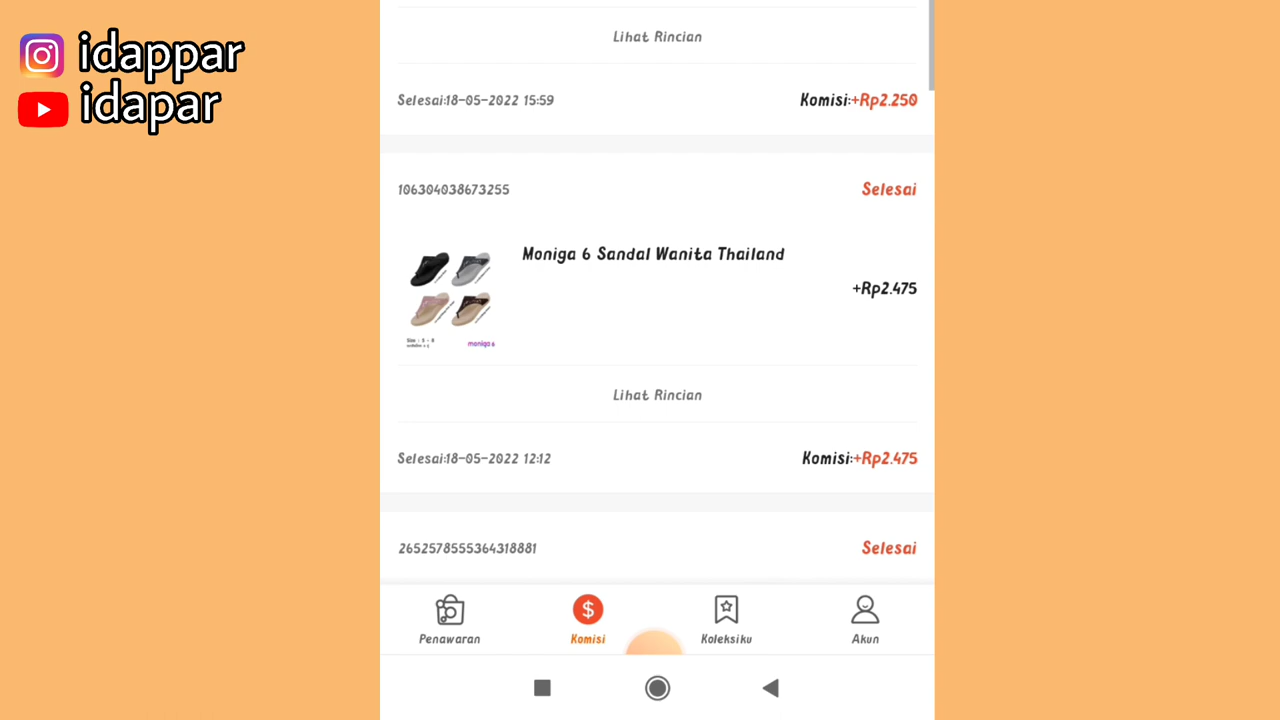 idappar
idapar
Lihat Rincian
Selesai:18-05-2022 15:59
Komisi:+Rp2.250
106304038673255
Selesai
Moniga 6 Sandal Wanita Thailand
+Rp2.475
moniga 6
Lihat Rincian
Selesai:18-05-2022 12:12
Komisi:+Rp2.475
2652578555364318881
Selesai
Penawaran
Komisi
Koleksiku
Akun